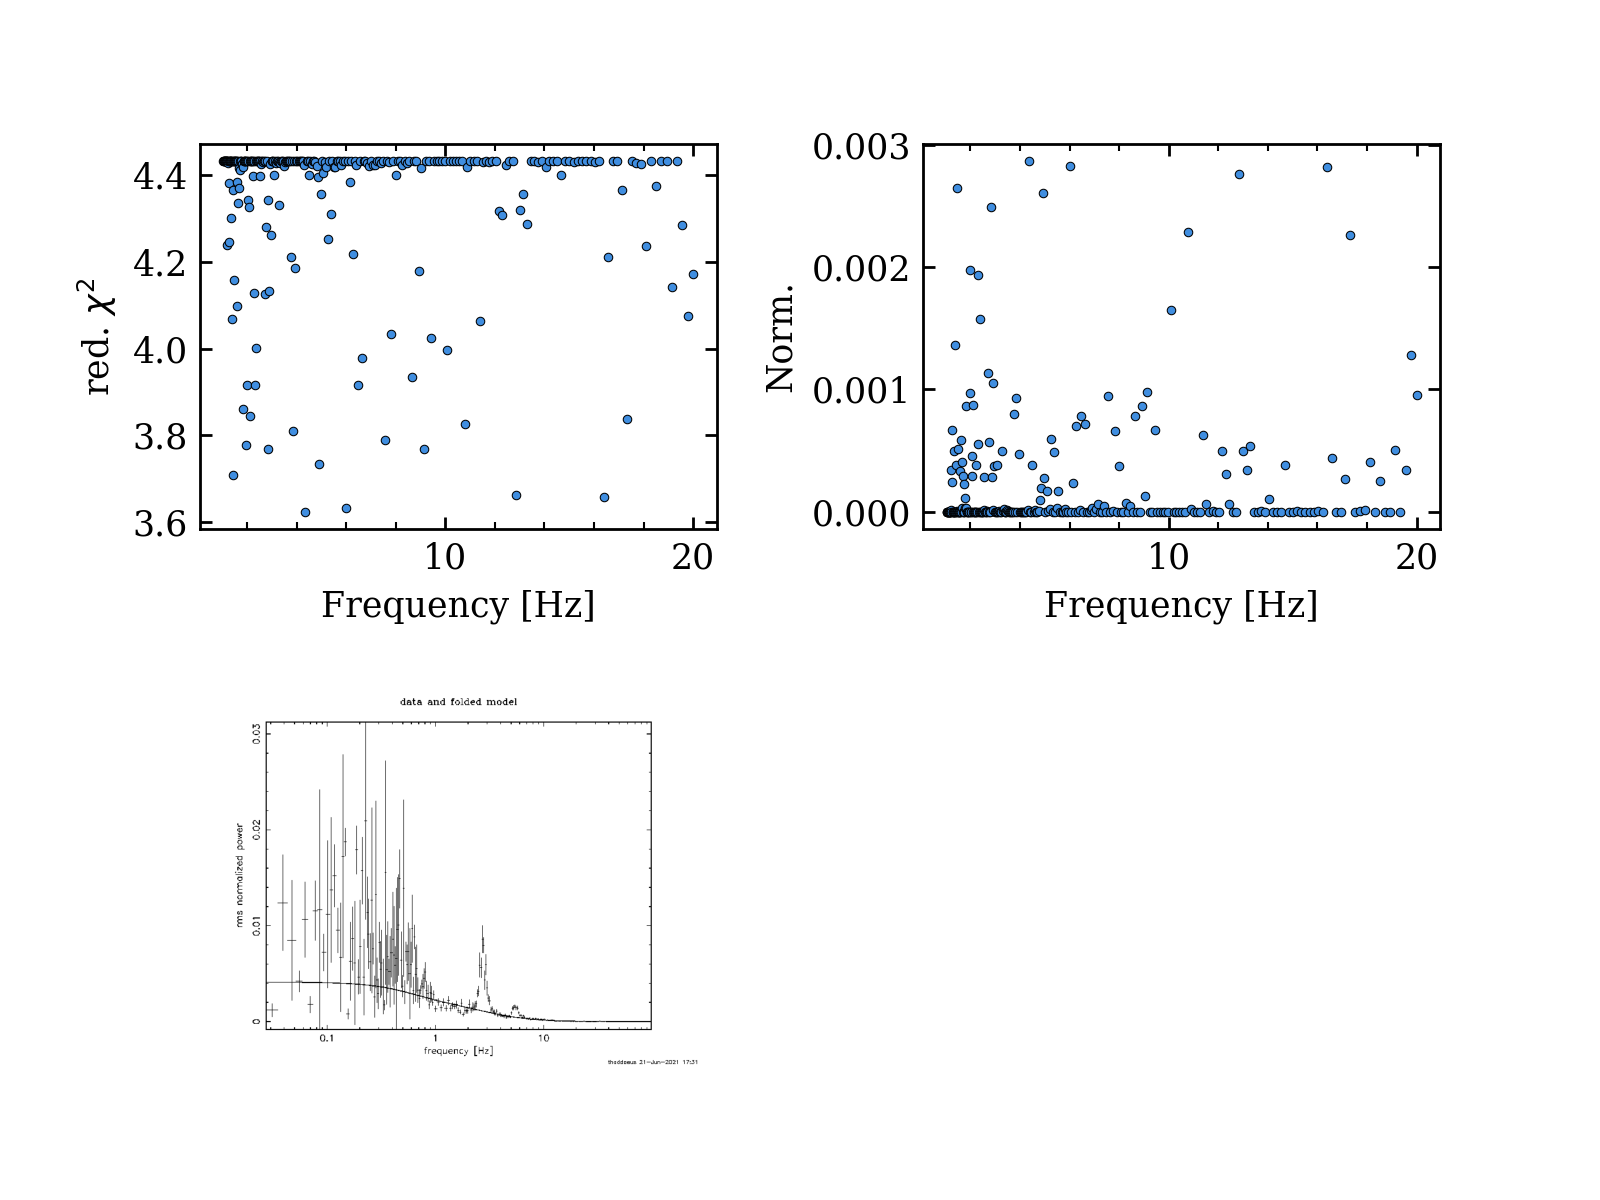 4.4
4.2
4.0
3.8
3.6
red. χ²
10
20
Frequency [Hz]
0.003
0.002
0.001
0.000
Norm.
10
20
Frequency [Hz]
data and folded model
0.03
0.02
0.01
0
rms normalized power
0.1
1
10
frequency [Hz]
thaddaeus 21-Jun-2021 17:31